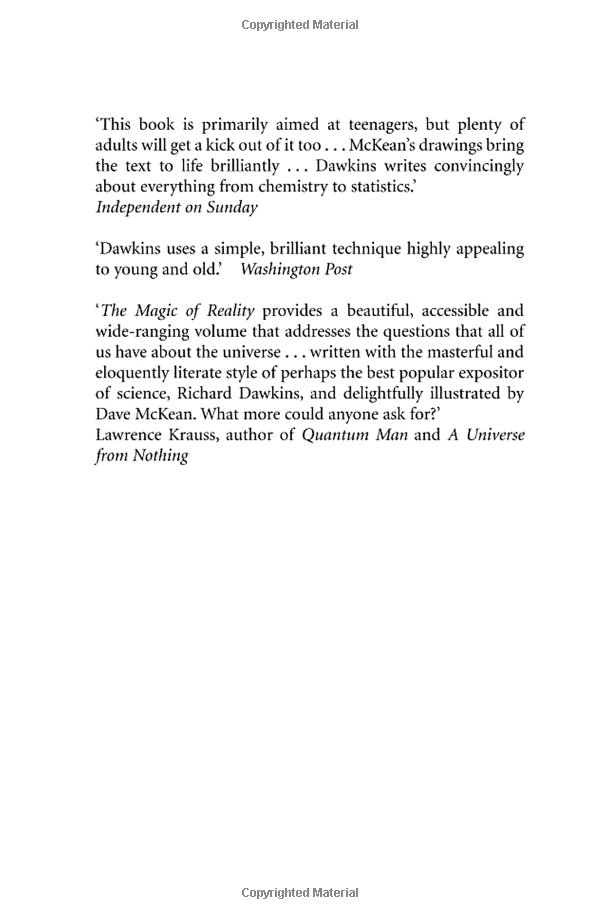 Copyrighted Material
‘This book is primarily aimed at teenagers, but plenty of
adults will get a kick out of it too . . . McKean’s drawings bring
the text to life brilliantly . . . Dawkins writes convincingly
about everything from chemistry to statistics.’
Independent on Sunday
‘Dawkins uses a simple, brilliant technique highly appealing
to young and old.’ Washington Post
‘The Magic of Reality provides a beautiful, accessible and
wide-ranging volume that addresses the questions that all of
us have about the universe . . . written with the masterful and
eloquently literate style of perhaps the best popular expositor
of science, Richard Dawkins, and delightfully illustrated by
Dave McKean. What more could anyone ask for?’
Lawrence Krauss, author of Quantum Man and A Universe
from Nothing
Copyrighted Material